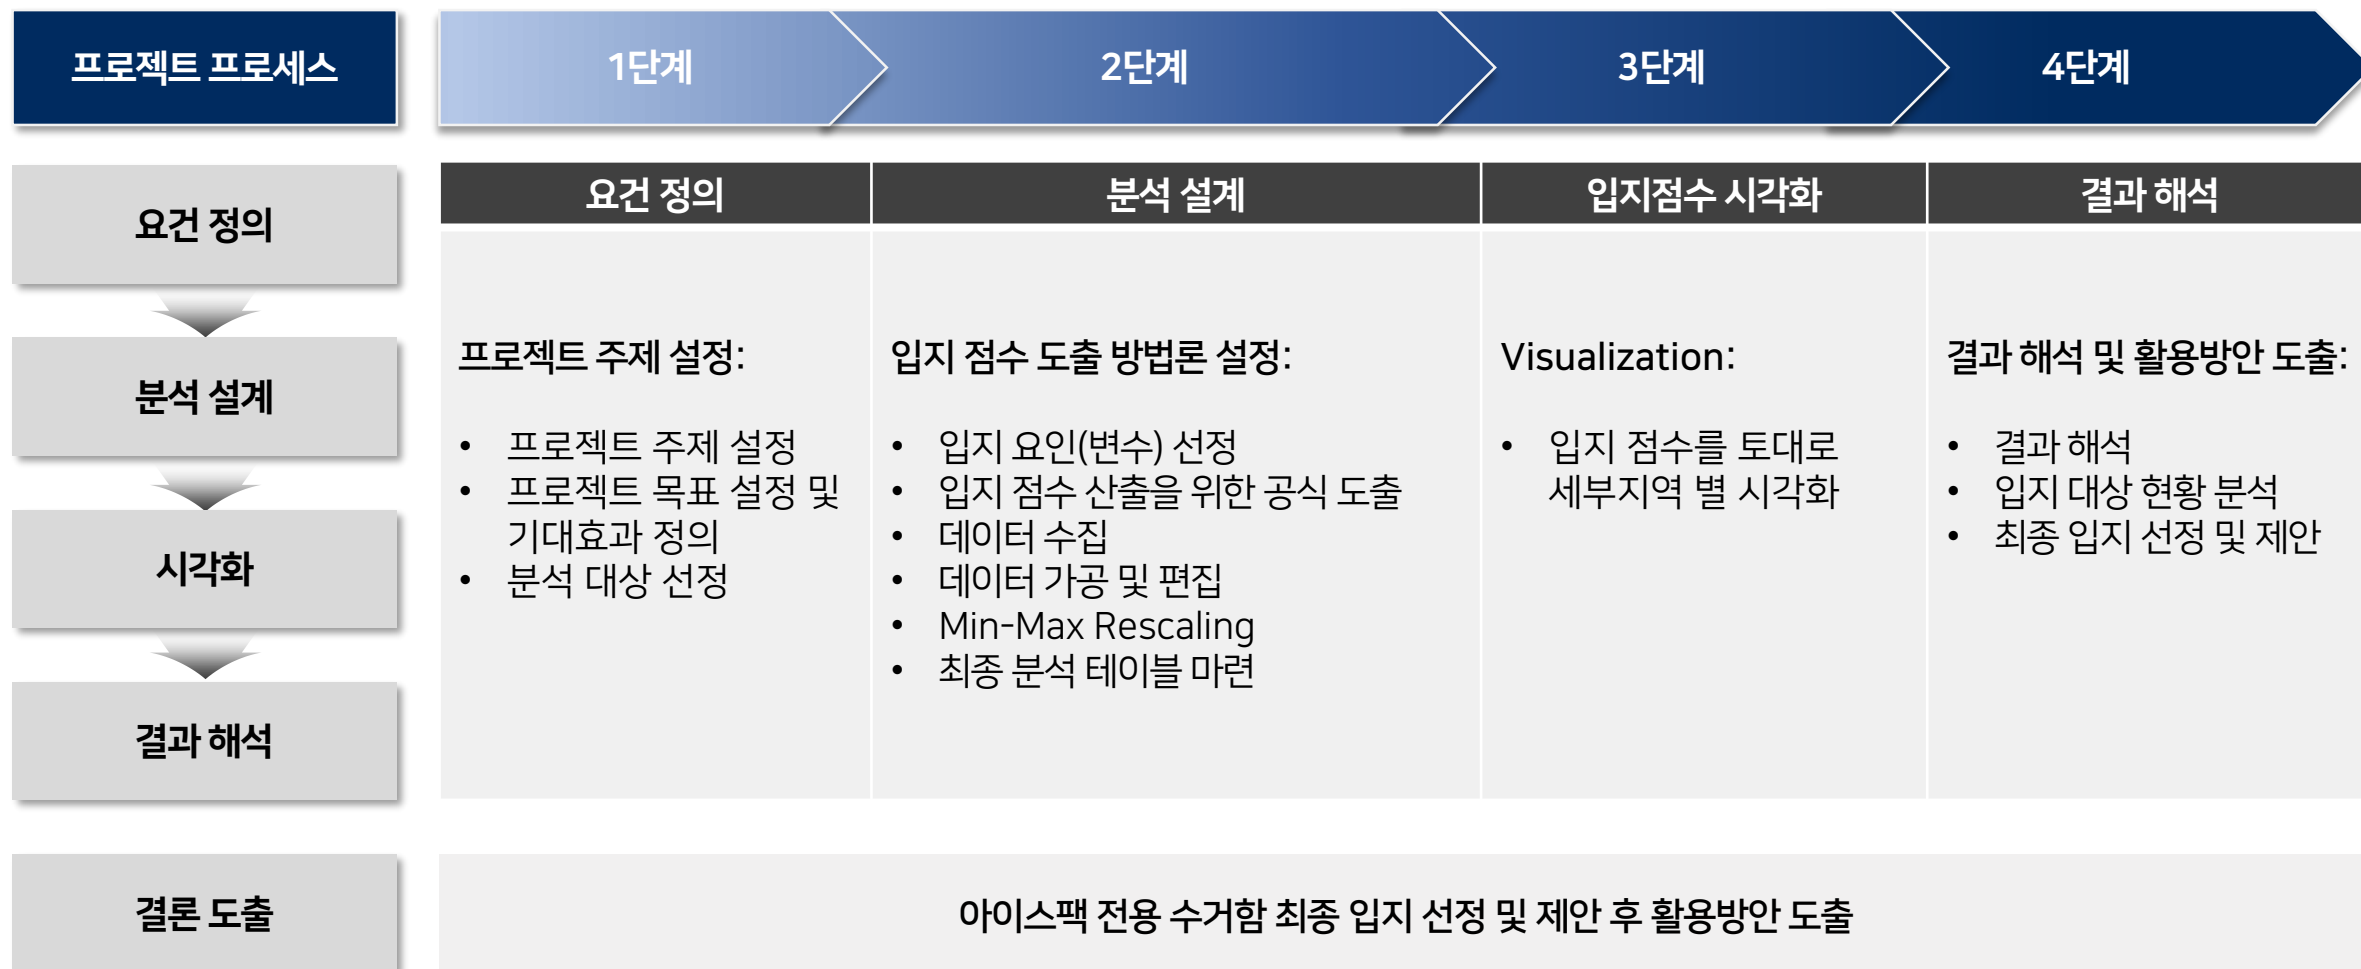 프로젝트 프로세스
1단계
2단계
3단계
4단계
요건 정의
분석 설계
시각화
결과 해석
요건 정의
분석 설계
입지점수 시각화
결과 해석
프로젝트 주제 설정:
• 프로젝트 주제 설정
• 프로젝트 목표 설정 및
기대효과 정의
• 분석 대상 선정
입지 점수 도출 방법론 설정:
• 입지 요인(변수) 선정
• 입지 점수 산출을 위한 공식 도출
• 데이터 수집
• 데이터 가공 및 편집
• Min-Max Rescaling
• 최종 분석 테이블 마련
Visualization:
• 입지 점수를 토대로
세부지역 별 시각화
결과 해석 및 활용방안 도출:
• 결과 해석
• 입지 대상 현황 분석
• 최종 입지 선정 및 제안
결론 도출
아이스팩 전용 수거함 최종 입지 선정 및 제안 후 활용방안 도출